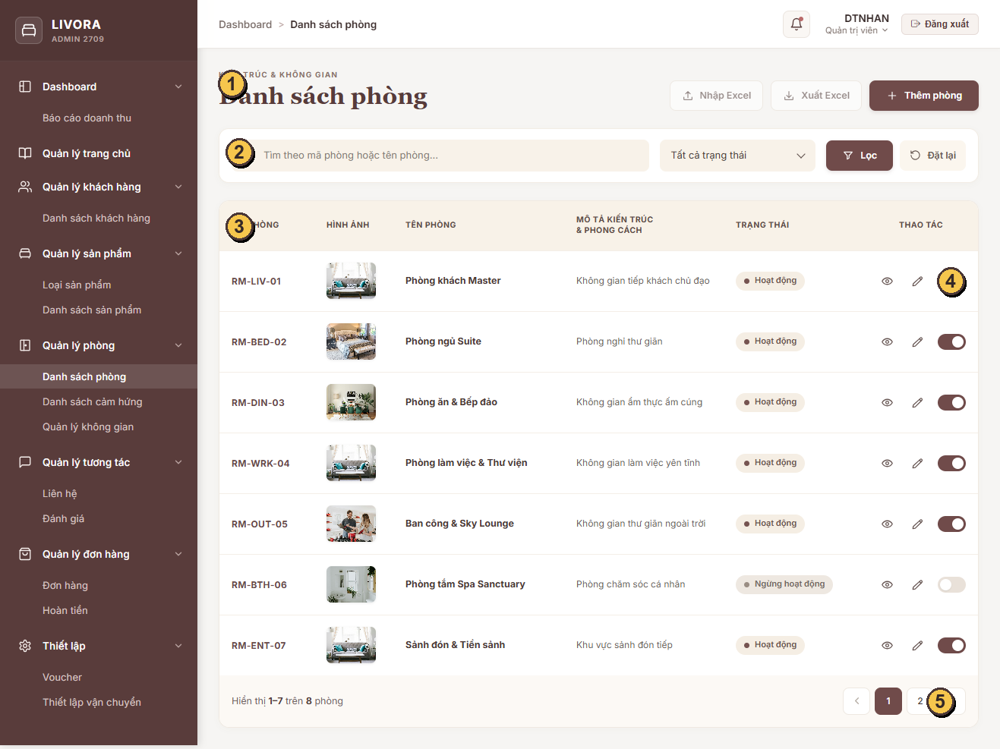 LIVORA
ADMIN 2709
Dashboard
Báo cáo doanh thu
Quản lý trang chủ
Quản lý khách hàng
Danh sách khách hàng
Quản lý sản phẩm
Loại sản phẩm
Danh sách sản phẩm
Quản lý phòng
Danh sách phòng
Danh sách cảm hứng
Quản lý không gian
Quản lý tương tác
Liên hệ
Đánh giá
Quản lý đơn hàng
Đơn hàng
Hoàn tiền
Thiết lập
Voucher
Thiết lập vận chuyển
Dashboard > Danh sách phòng
DTNHAN
Quản trị viên
Đăng xuất
1
TRÚC & KHÔNG GIAN
Danh sách phòng
Nhập Excel
Xuất Excel
+ Thêm phòng
2
Tìm theo mã phòng hoặc tên phòng...
Tất cả trạng thái
Lọc
Đặt lại
3
HÒNG HÌNH ẢNH TÊN PHÒNG MÔ TẢ KIẾN TRÚC & PHONG CÁCH TRẠNG THÁI THAO TÁC
RM-LIV-01 Phòng khách Master Không gian tiếp khách chủ đạo Hoạt động 4
RM-BED-02 Phòng ngủ Suite Phòng nghỉ thư giãn Hoạt động
RM-DIN-03 Phòng ăn & Bếp đảo Không gian ẩm thực ấm cúng Hoạt động
RM-WRK-04 Phòng làm việc & Thư viện Không gian làm việc yên tĩnh Hoạt động
RM-OUT-05 Ban công & Sky Lounge Không gian thư giãn ngoài trời Hoạt động
RM-BTH-06 Phòng tắm Spa Sanctuary Phòng chăm sóc cá nhân Ngừng hoạt động
RM-ENT-07 Sảnh đón & Tiền sảnh Khu vực sảnh đón tiếp Hoạt động
Hiển thị 1–7 trên 8 phòng
< 1 2 5